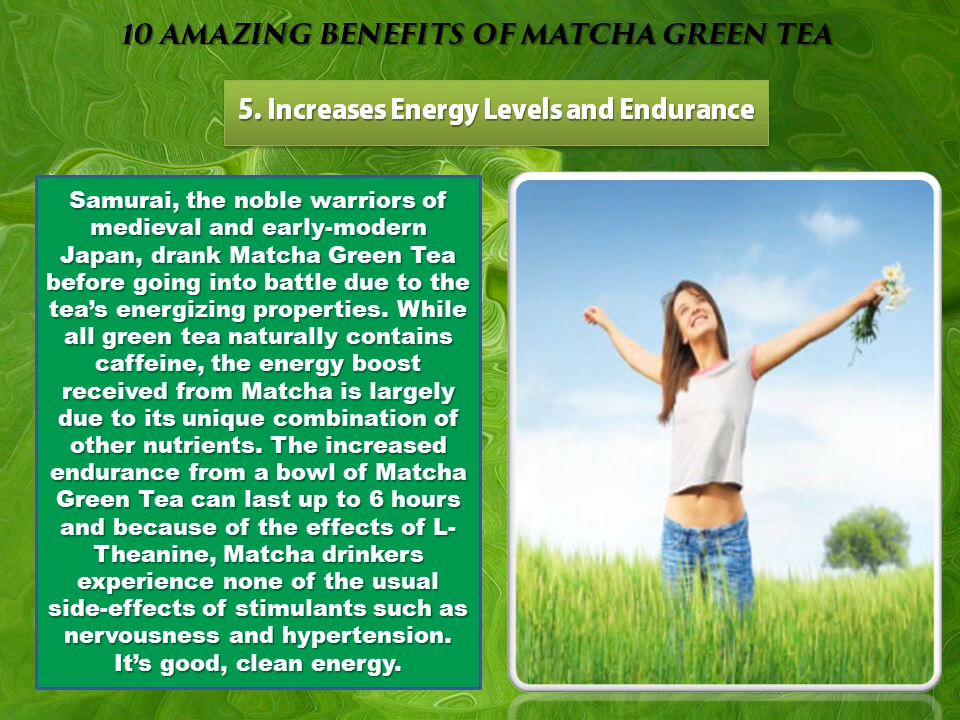 10 AMAZING BENEFITS OF MATCHA GREEN TEA
5. Increases Energy Levels and Endurance
Samurai, the noble warriors of
medieval and early-modern
Japan, drank Matcha Green Tea
before going into battle due to the
tea’s energizing properties. While
all green tea naturally contains
caffeine, the energy boost
received from Matcha is largely
due to its unique combination of
other nutrients. The increased
endurance from a bowl of Matcha
Green Tea can last up to 6 hours
and because of the effects of L-
Theanine, Matcha drinkers
experience none of the usual
side-effects of stimulants such as
nervousness and hypertension.
It’s good, clean energy.